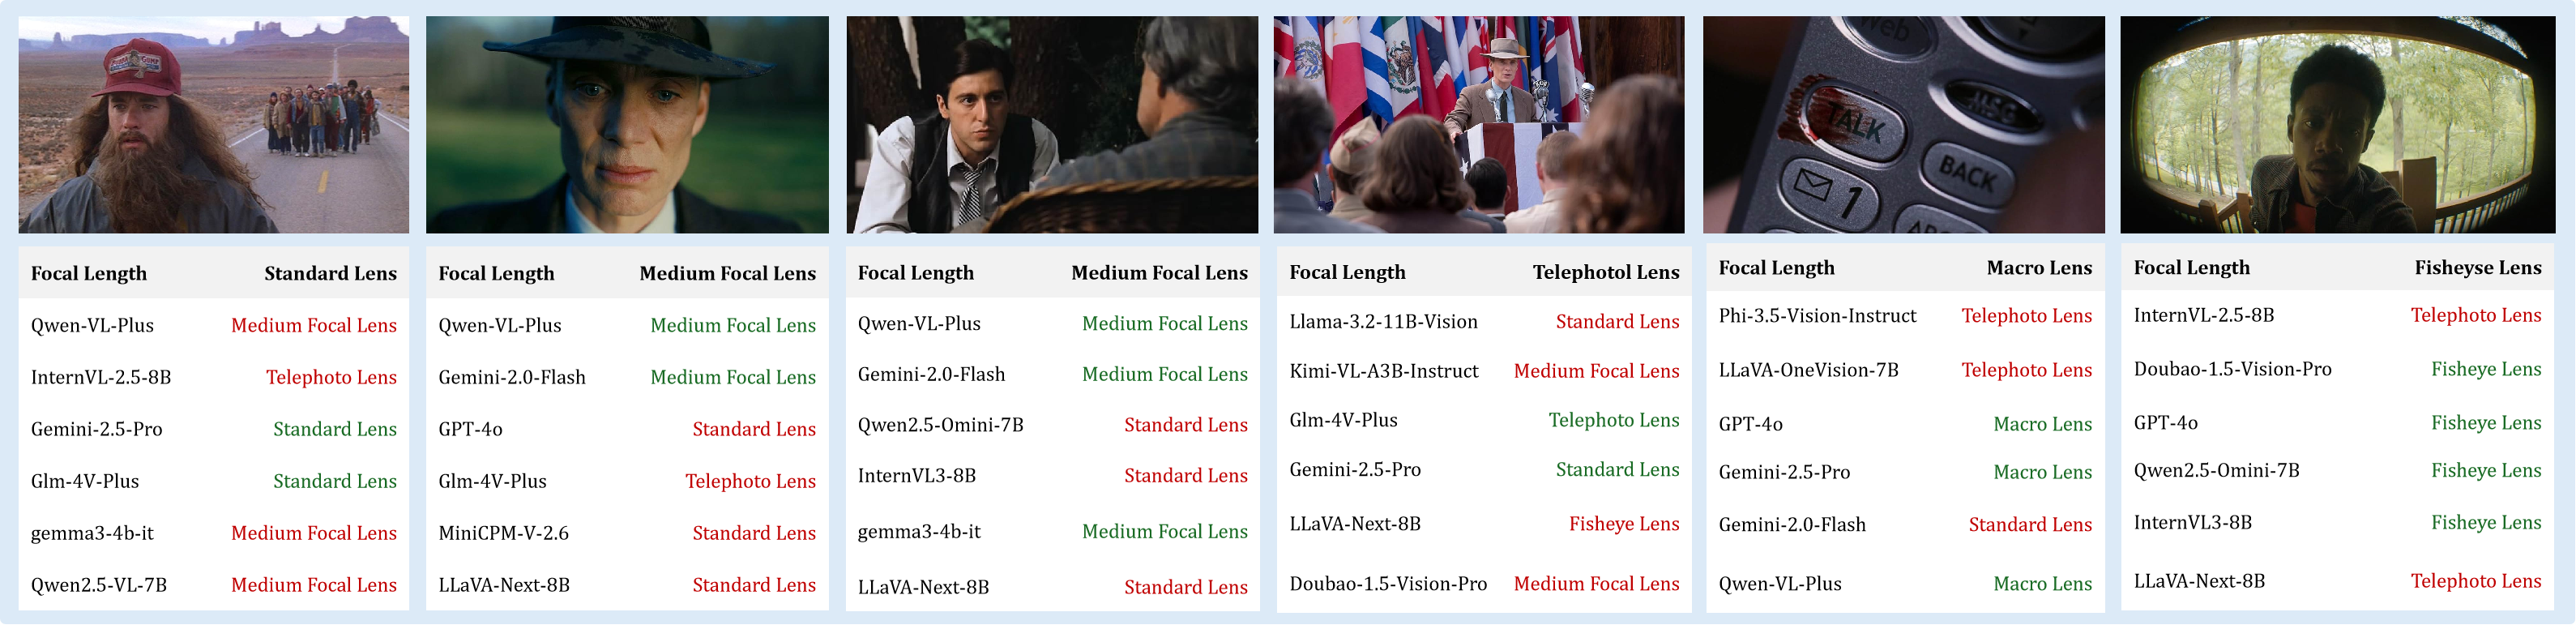 Web
TALK
MSG
BACK
1
Focal Length Standard Lens
Qwen-VL-Plus Medium Focal Lens
InternVL-2.5-8B Telephoto Lens
Gemini-2.5-Pro Standard Lens
Glm-4V-Plus Standard Lens
gemma3-4b-it Medium Focal Lens
Qwen2.5-VL-7B Medium Focal Lens
Focal Length Medium Focal Lens
Qwen-VL-Plus Medium Focal Lens
Gemini-2.0-Flash Medium Focal Lens
GPT-4o Standard Lens
Glm-4V-Plus Telephoto Lens
MiniCPM-V-2.6 Standard Lens
LLaVA-Next-8B Standard Lens
Focal Length Medium Focal Lens
Qwen-VL-Plus Medium Focal Lens
Gemini-2.0-Flash Medium Focal Lens
Qwen2.5-Omini-7B Standard Lens
InternVL3-8B Standard Lens
gemma3-4b-it Medium Focal Lens
LLaVA-Next-8B Standard Lens
Focal Length Telephotol Lens
Llama-3.2-11B-Vision Standard Lens
Kimi-VL-A3B-Instruct Medium Focal Lens
Glm-4V-Plus Telephoto Lens
Gemini-2.5-Pro Standard Lens
LLaVA-Next-8B Fisheye Lens
Doubao-1.5-Vision-Pro Medium Focal Lens
Focal Length Macro Lens
Phi-3.5-Vision-Instruct Telephoto Lens
LLaVA-OneVision-7B Telephoto Lens
GPT-4o Macro Lens
Gemini-2.5-Pro Macro Lens
Gemini-2.0-Flash Standard Lens
Qwen-VL-Plus Macro Lens
Focal Length Fisheyse Lens
InternVL-2.5-8B Telephoto Lens
Doubao-1.5-Vision-Pro Fisheye Lens
GPT-4o Fisheye Lens
Qwen2.5-Omini-7B Fisheye Lens
InternVL3-8B Fisheye Lens
LLaVA-Next-8B Telephoto Lens